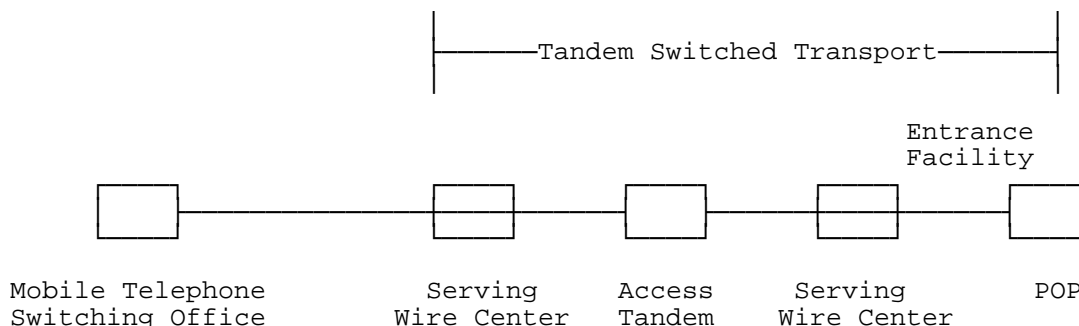 Tandem Switched Transport
Entrance
Facility
Mobile Telephone Serving Access Serving POP
Switching Office Wire Center Tandem Wire Center